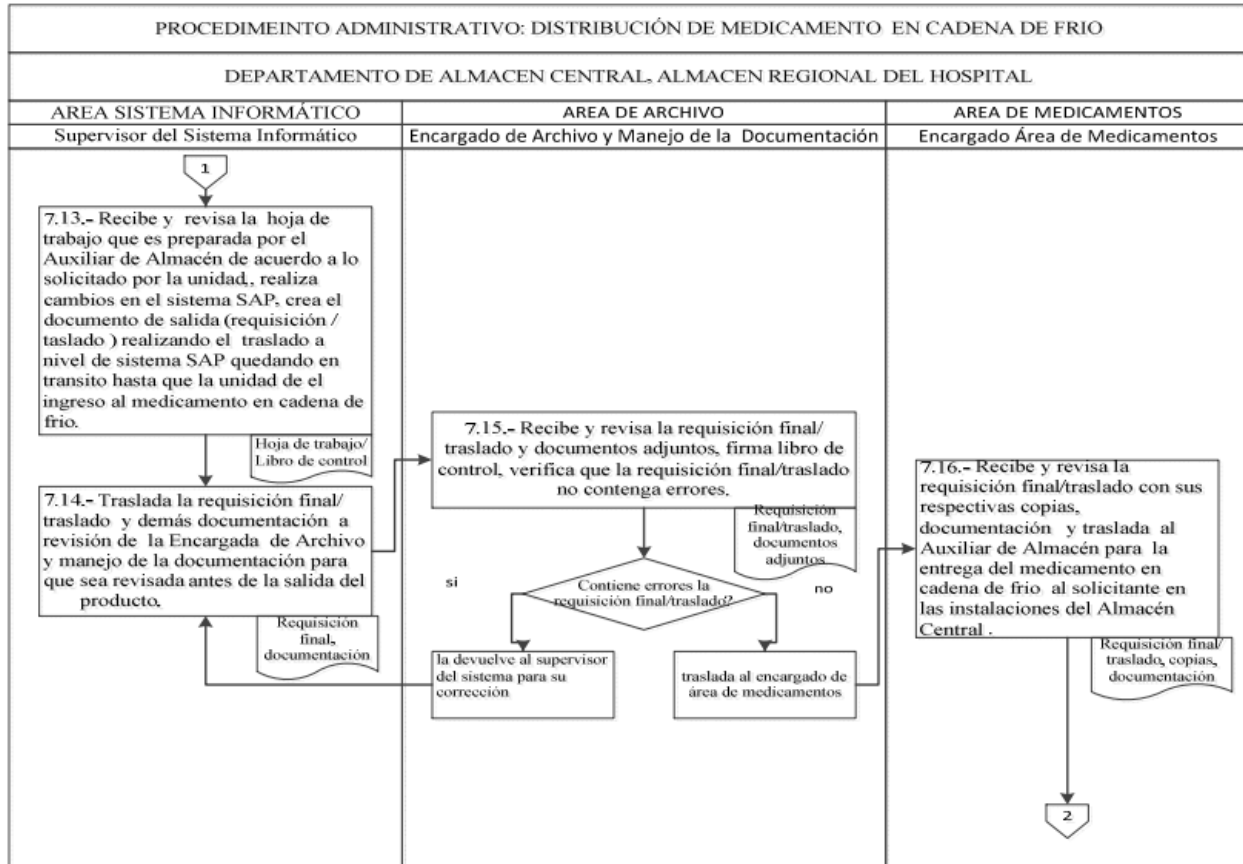 PROCEDIMEINTO ADMINISTRATIVO: DISTRIBUCIÓN DE MEDICAMENTO EN CADENA DE FRIO
DEPARTAMENTO DE ALMACEN CENTRAL, ALMACEN REGIONAL DEL HOSPITAL
AREA SISTEMA INFORMÁTICO
Supervisor del Sistema Informático
AREA DE ARCHIVO
Encargado de Archivo y Manejo de la Documentación
AREA DE MEDICAMENTOS
Encargado Área de Medicamentos
1
7.13.- Recibe y revisa la hoja de
trabajo que es preparada por el
Auxiliar de Almacén de acuerdo a lo
solicitado por la unidad,, realiza
cambios en el sistema SAP, crea el
documento de salida (requisición /
taslado ) realizando el traslado a
nivel de sistema SAP quedando en
transito hasta que la unidad de el
ingreso al medicamento en cadena de
frio.
Hoja de trabajo/
Libro de control
7.14.- Traslada la requisición final/
traslado y demás documentación a
revisión de la Encargada de Archivo
y manejo de la documentación para
que sea revisada antes de la salida del
producto.
Requisición
final,
documentación
7.15.- Recibe y revisa la requisición final/
traslado y documentos adjuntos, firma libro de
control, verifica que la requisición final/traslado
no contenga errores.
Requisición
final/traslado,
documentos
adjuntos
si
Contiene errores la
requisición final/traslado?
no
la devuelve al supervisor
del sistema para su
corrección
traslada al encargado de
área de medicamentos
7.16.- Recibe y revisa la
requisición final/traslado con sus
respectivas copias,
documentación y traslada al
Auxiliar de Almacén para la
entrega del medicamento en
cadena de frio al solicitante en
las instalaciones del Almacén
Central .
Requisición final/
traslado, copias,
documentación
2